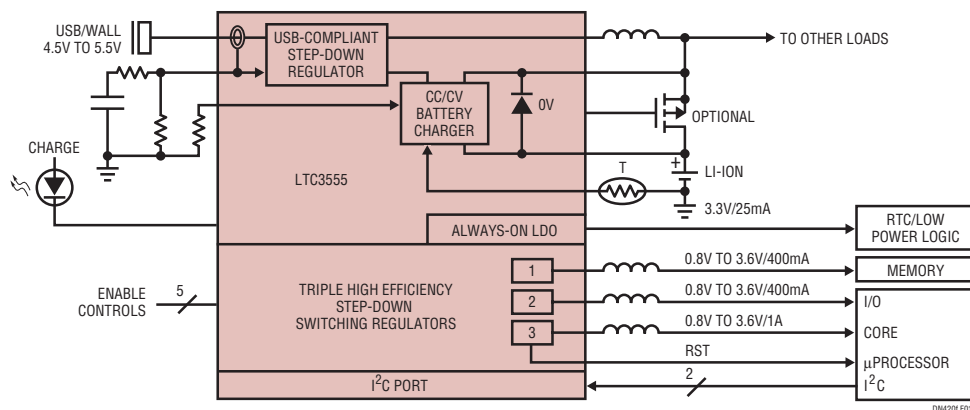 USB/WALL
4.5V TO 5.5V
USB-COMPLIANT
STEP-DOWN
REGULATOR
TO OTHER LOADS
CC/CV
BATTERY
CHARGER
0V
OPTIONAL
CHARGE
LTC3555
T
+
LI-ION
3.3V/25mA
ALWAYS-ON LDO
RTC/LOW
POWER LOGIC
ENABLE
CONTROLS
5
TRIPLE HIGH EFFICIENCY
STEP-DOWN
SWITCHING REGULATORS
1
0.8V TO 3.6V/400mA
MEMORY
2
0.8V TO 3.6V/400mA
I/O
3
0.8V TO 3.6V/1A
CORE
RST
µPROCESSOR
I²C PORT
2
I²C
DN420f F01